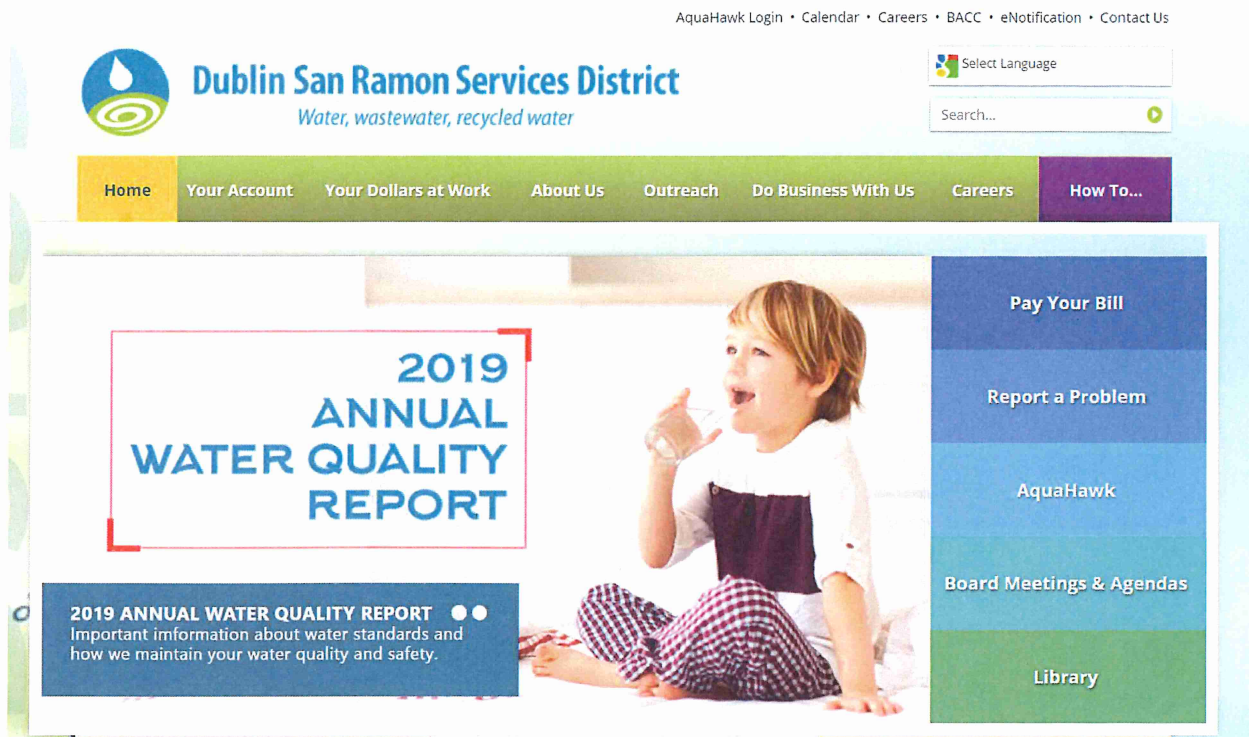 AquaHawk Login • Calendar • Careers • BACC • eNotification • Contact Us
Dublin San Ramon Services District
Water, wastewater, recycled water
Select Language
Search...
Home Your Account Your Dollars at Work About Us Outreach Do Business With Us Careers How To...
2019
ANNUAL
WATER QUALITY
REPORT
2019 ANNUAL WATER QUALITY REPORT
Important imformation about water standards and
how we maintain your water quality and safety.
Pay Your Bill
Report a Problem
AquaHawk
Board Meetings & Agendas
Library